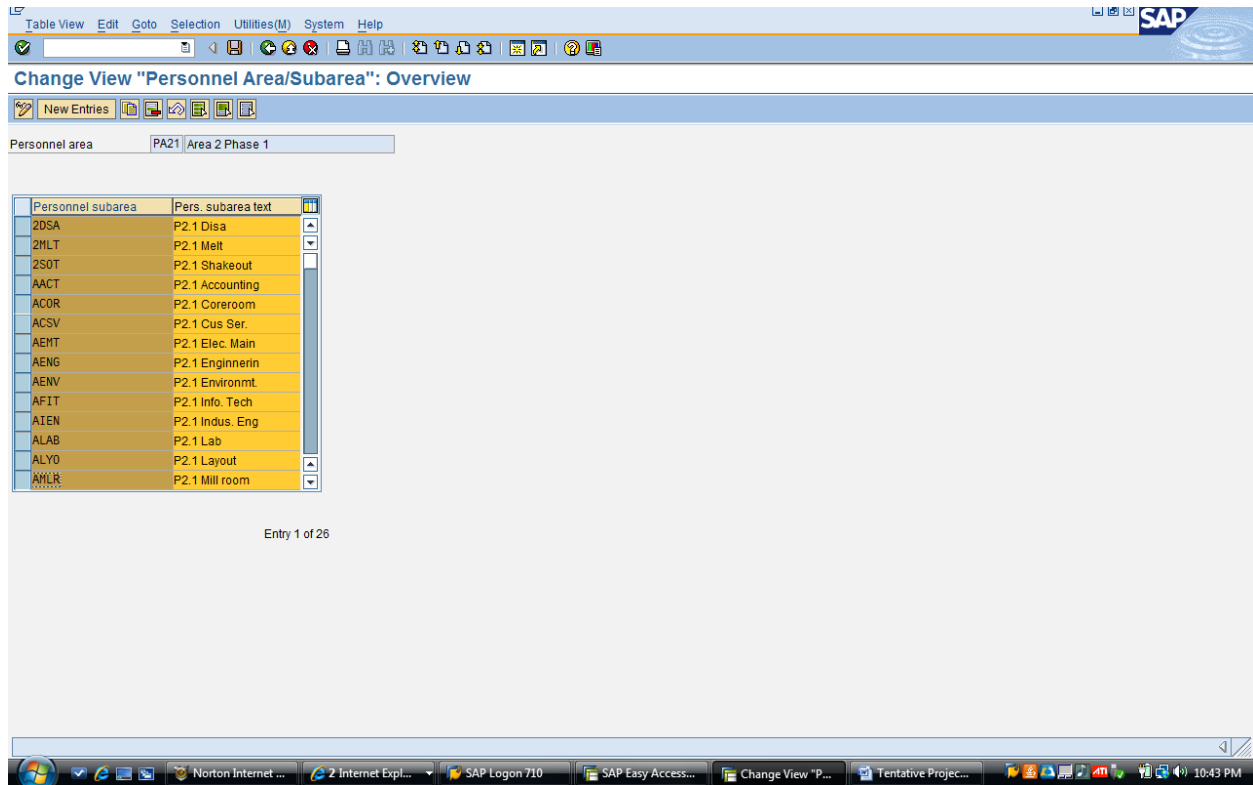 Table View Edit Goto Selection Utilities(M) System Help
SAP
Change View "Personnel Area/Subarea": Overview
New Entries
Personnel area PA21 Area 2 Phase 1
Personnel subarea Pers. subarea text
2DSA P2.1 Disa
2MLT P2.1 Melt
2SOT P2.1 Shakeout
AACT P2.1 Accounting
ACOR P2.1 Coreroom
ACSV P2.1 Cus Ser.
AEMT P2.1 Elec. Main
AENG P2.1 Enginnerin
AENV P2.1 Environmt.
AFIT P2.1 Info. Tech
AIEN P2.1 Indus. Eng
ALAB P2.1 Lab
ALYO P2.1 Layout
AMLR P2.1 Mill room
Entry 1 of 26
Norton Internet ... 2 Internet Expl... SAP Logon 710 SAP Easy Access... Change View "P... Tentative Projec... ATI 10:43 PM